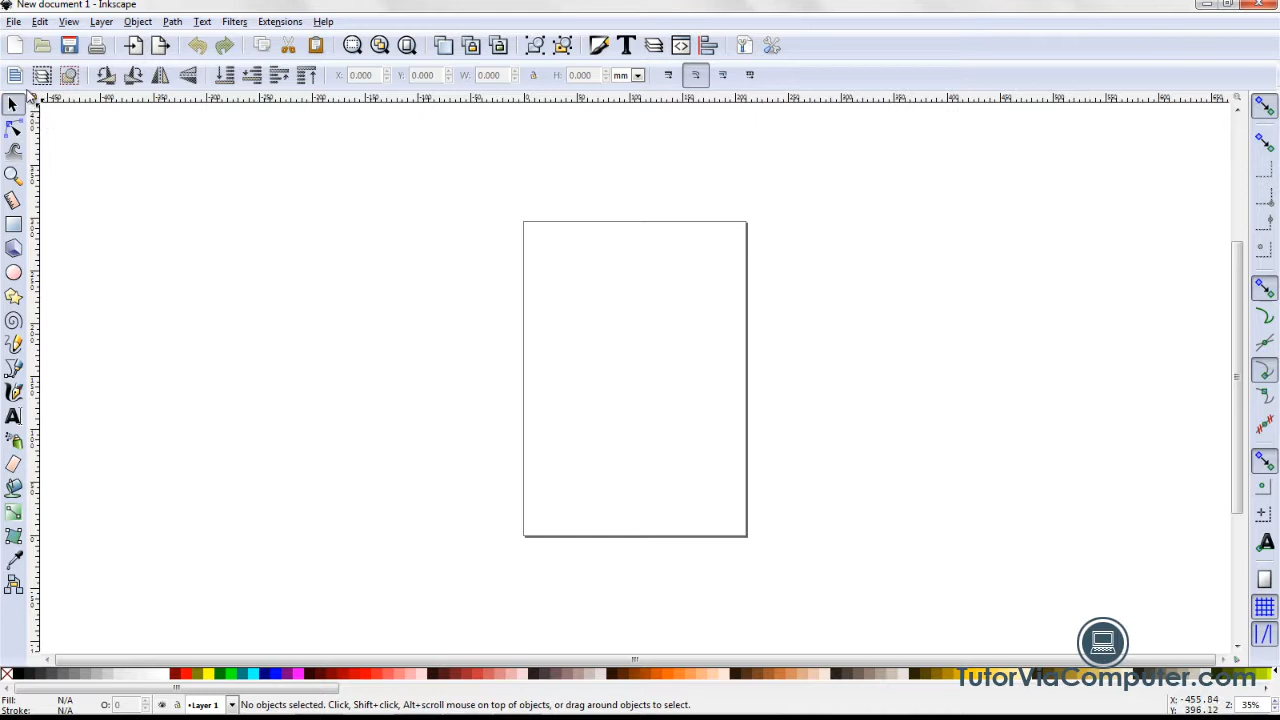 New document 1 - Inkscape
File Edit View Layer Object Path Text Filters Extensions Help
X: 0.000 Y: 0.000 W: 0.000 H: 0.000 mm
TutorViaComputer.com
Fill: N/A
Stroke: N/A
O: 0
•Layer 1
No objects selected. Click, Shift+click, Alt+scroll mouse on top of objects, or drag around objects to select.
X: -455.84
Y: 396.12
Z: 35%